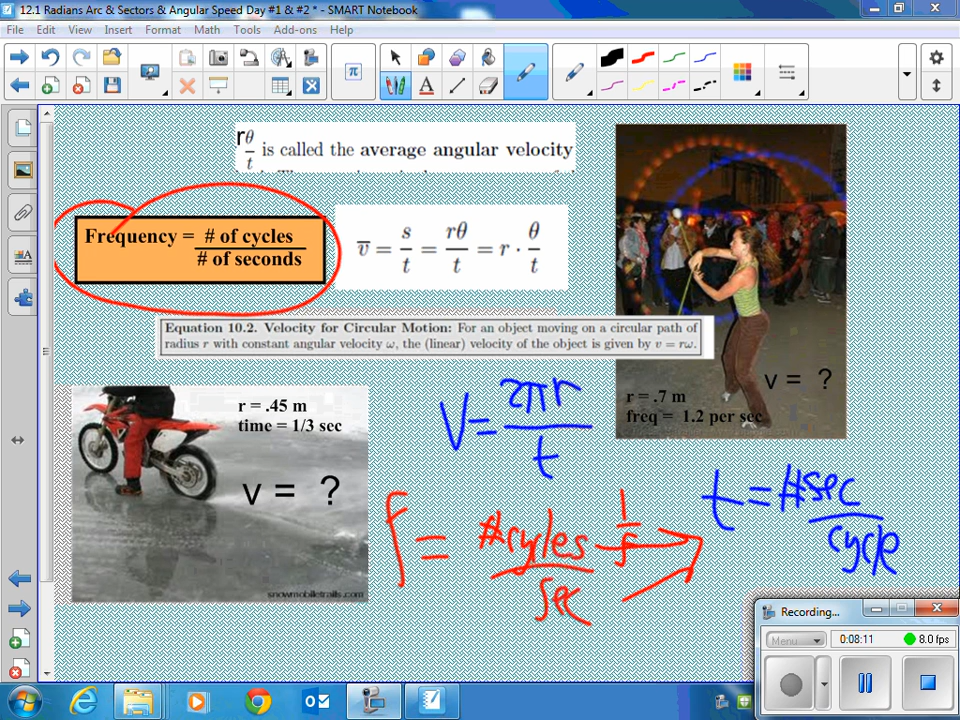 12.1 Radians Arc & Sectors & Angular Speed Day #1 & #2 * - SMART Notebook
File Edit View Insert Format Math Tools Add-ons Help
π
A
rθ/t is called the average angular velocity
Frequency = # of cycles
# of seconds
v̅ = s/t = rθ/t = r · θ/t
Equation 10.2. Velocity for Circular Motion: For an object moving on a circular path of
radius r with constant angular velocity ω, the (linear) velocity of the object is given by v = rω.
v = ?
r = .7 m
freq = 1.2 per sec
r = .45 m
time = 1/3 sec
v = ?
snowmobiletrails.com
V = 2πr/t
f = #cyles/sec
1/f
t = #sec/cycle
Recording...
Menu
0:08:11
8.0 fps